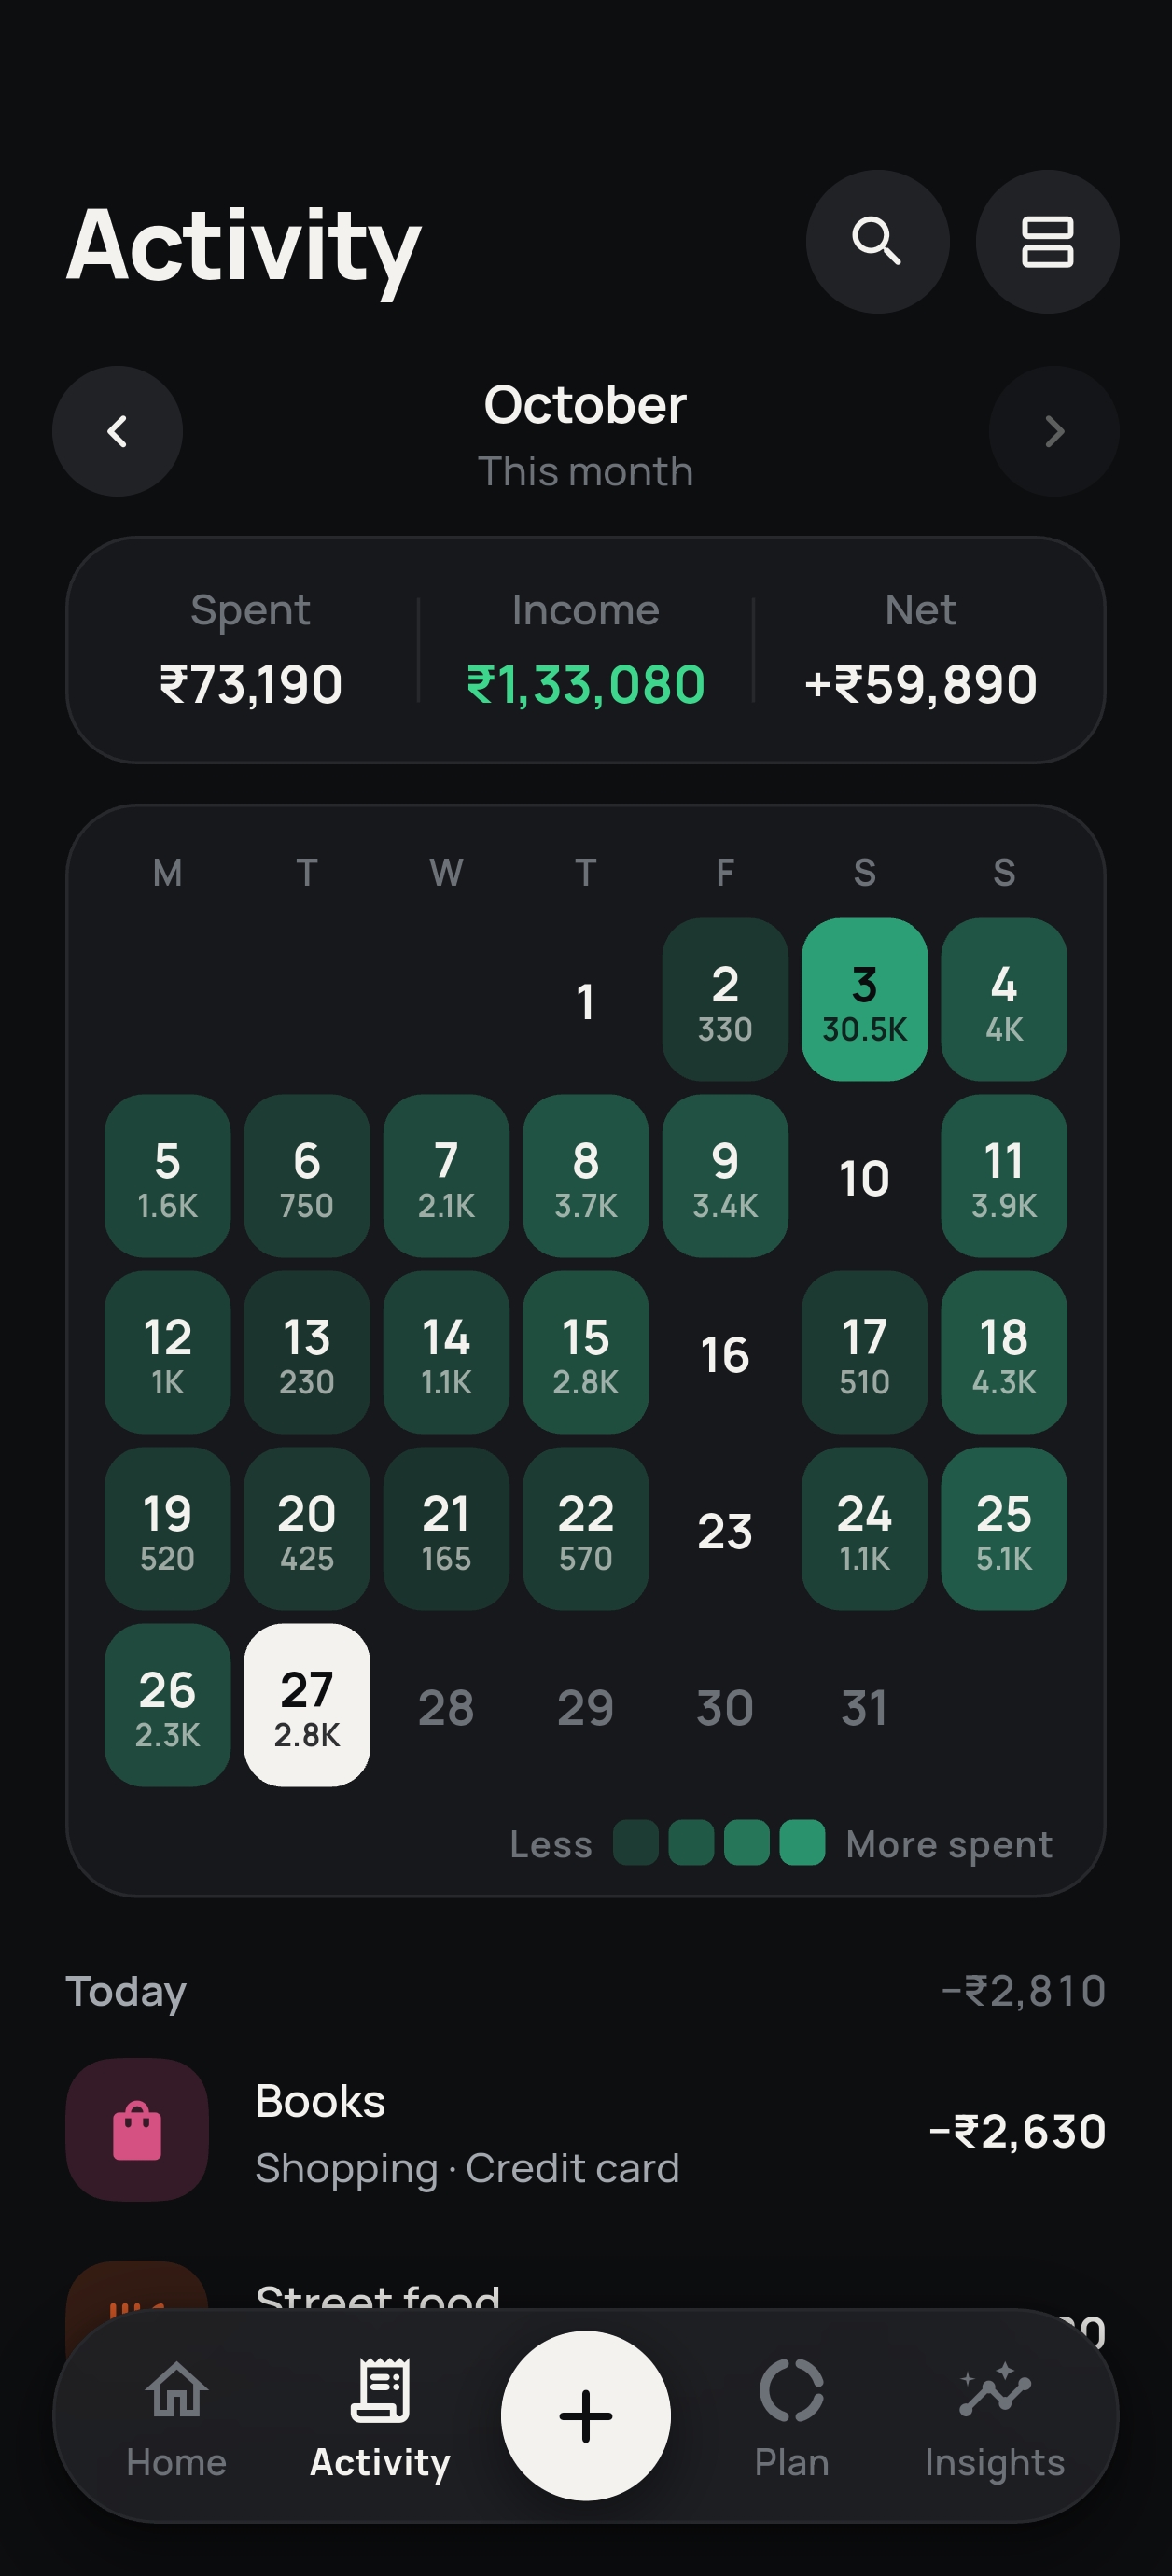 Activity
October
This month
Spent Income Net
₹73,190 ₹1,33,080 +₹59,890
M T W T F S S
1 2 3 4
330 30.5K 4K
5 6 7 8 9 10 11
1.6K 750 2.1K 3.7K 3.4K 3.9K
12 13 14 15 16 17 18
1K 230 1.1K 2.8K 510 4.3K
19 20 21 22 23 24 25
520 425 165 570 1.1K 5.1K
26 27 28 29 30 31
2.3K 2.8K
Less More spent
Today −₹2,810
Books
−₹2,630
Shopping · Credit card
Street food
Home Activity Plan Insights